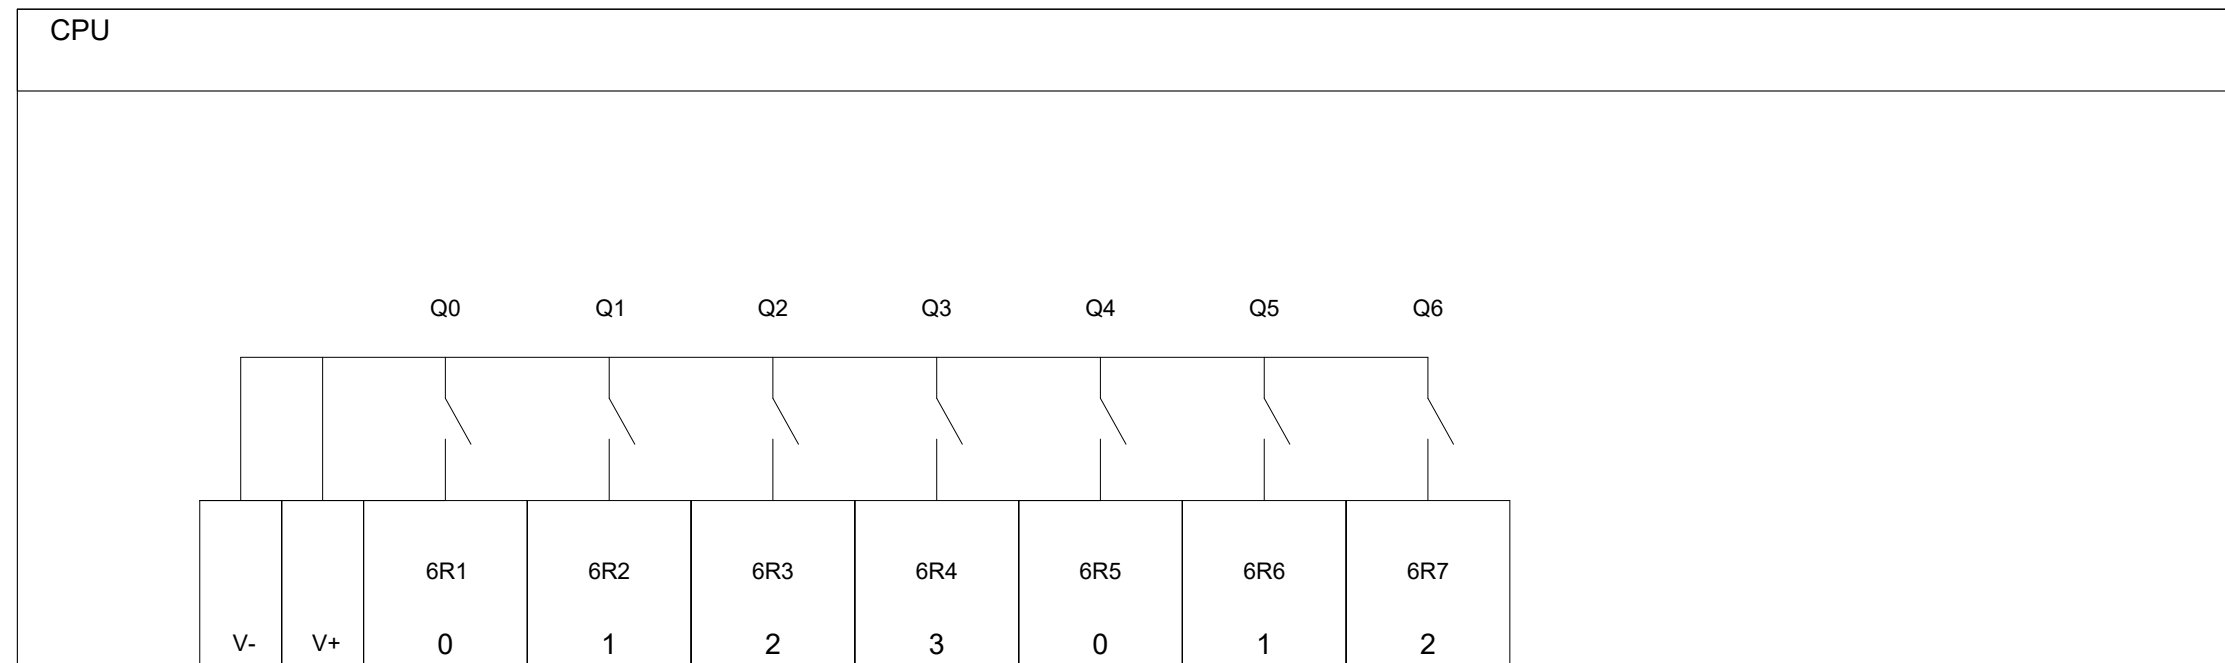 CPU
Q0 Q1 Q2 Q3 Q4 Q5 Q6
6R1 6R2 6R3 6R4 6R5 6R6 6R7
V- V+ 0 1 2 3 0 1 2